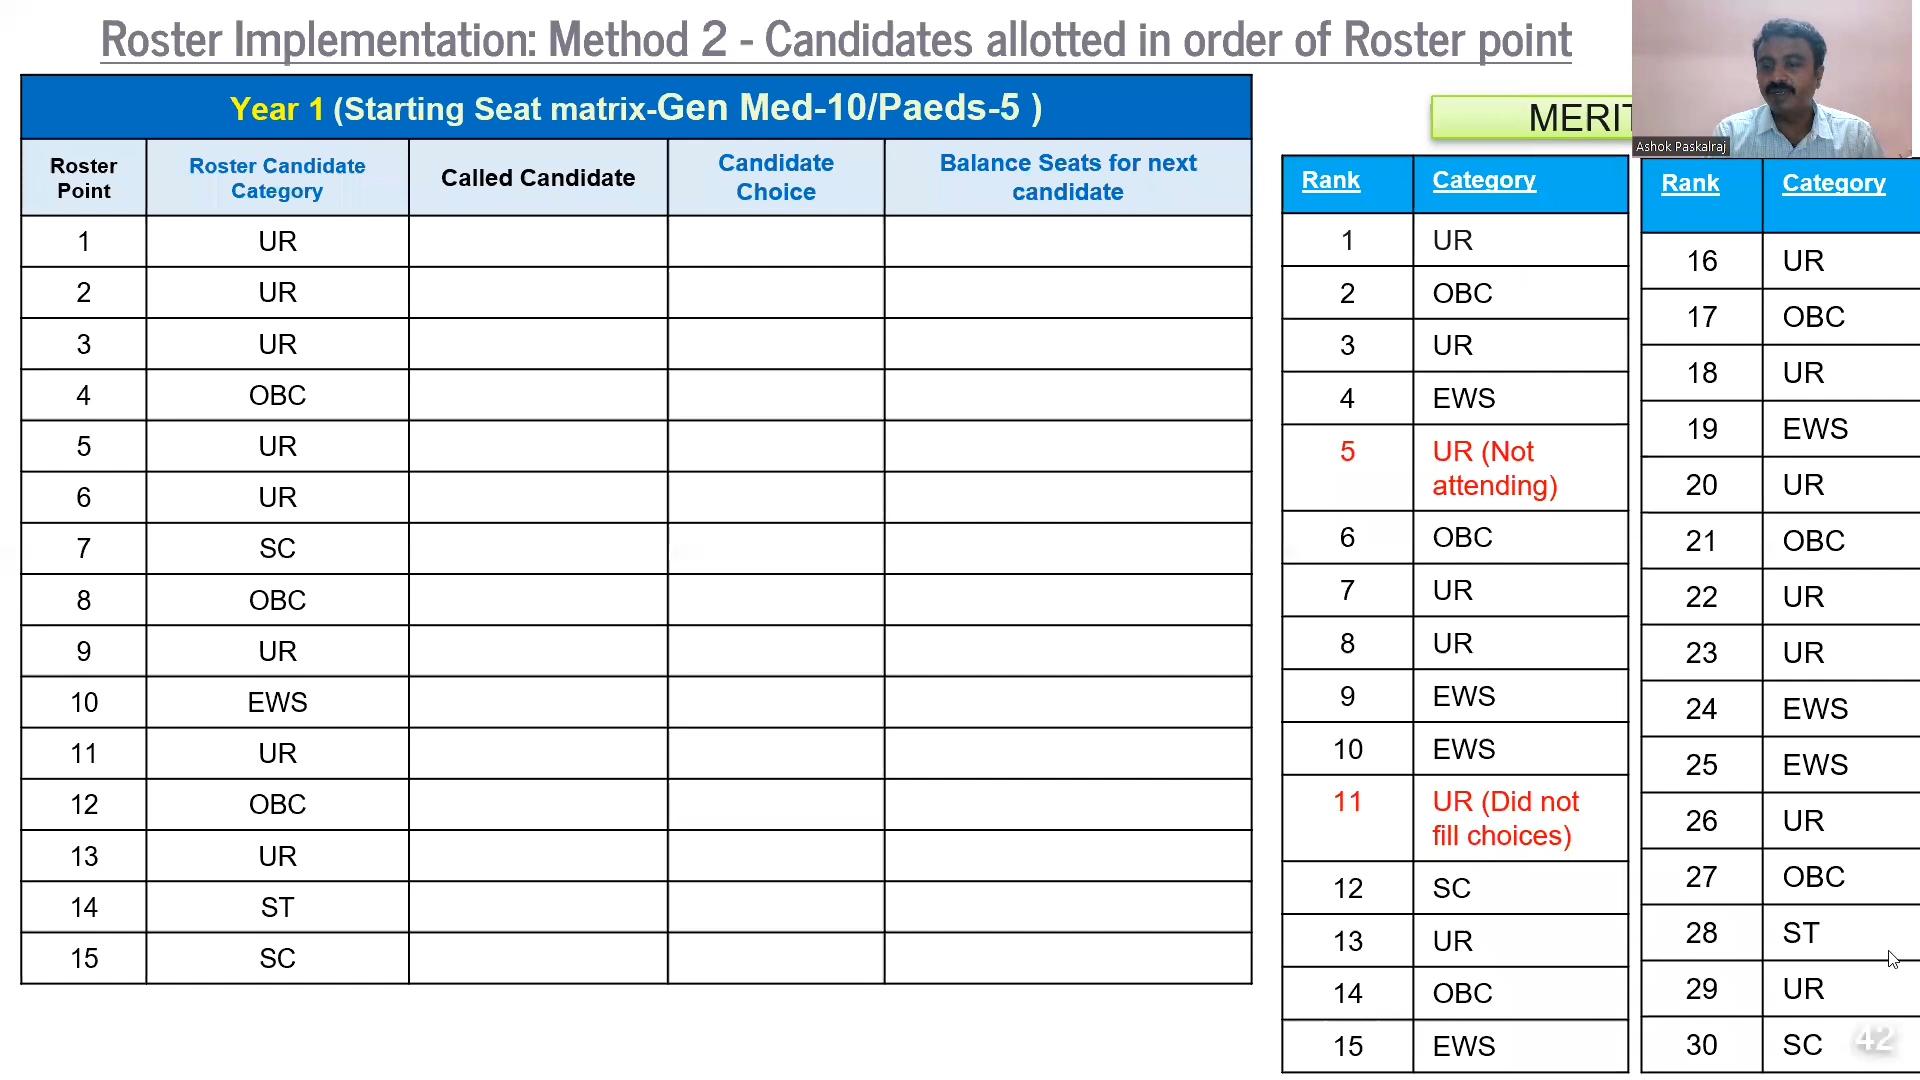 Roster Implementation: Method 2 - Candidates allotted in order of Roster point
Year 1 (Starting Seat matrix-Gen Med-10/Paeds-5 )
Roster Point
Roster Candidate Category
Called Candidate
Candidate Choice
Balance Seats for next candidate
1 UR
2 UR
3 UR
4 OBC
5 UR
6 UR
7 SC
8 OBC
9 UR
10 EWS
11 UR
12 OBC
13 UR
14 ST
15 SC
MERIT
Ashok Paskalraj
Rank Category
1 UR
2 OBC
3 UR
4 EWS
5 UR (Not
attending)
6 OBC
7 UR
8 UR
9 EWS
10 EWS
11 UR (Did not
fill choices)
12 SC
13 UR
14 OBC
15 EWS
Rank Category
16 UR
17 OBC
18 UR
19 EWS
20 UR
21 OBC
22 UR
23 UR
24 EWS
25 EWS
26 UR
27 OBC
28 ST
29 UR
30 SC
42